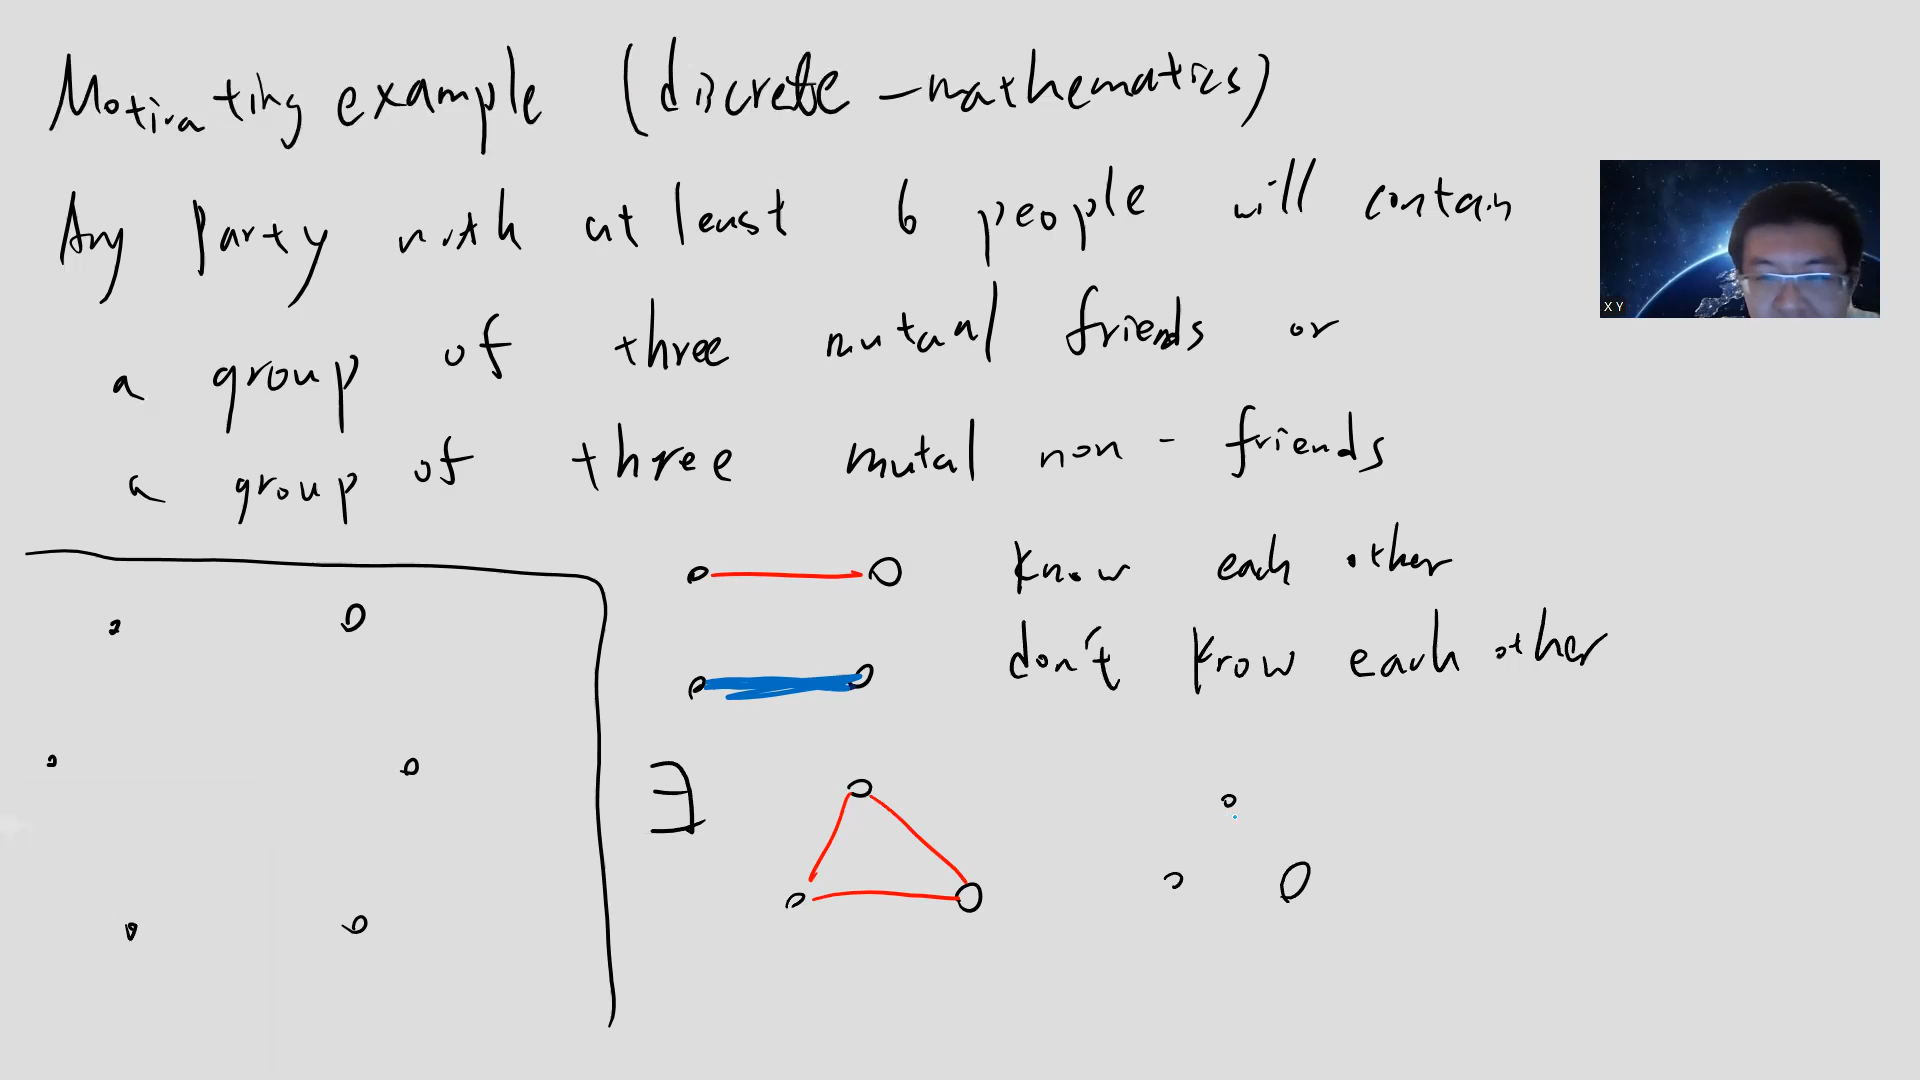 Motivating example (discrete-mathematics)
Any Party with at least 6 people will contain
X Y
a group of three mutual friends or
a group of three mutal non-friends
know each other
don't know each other
∃